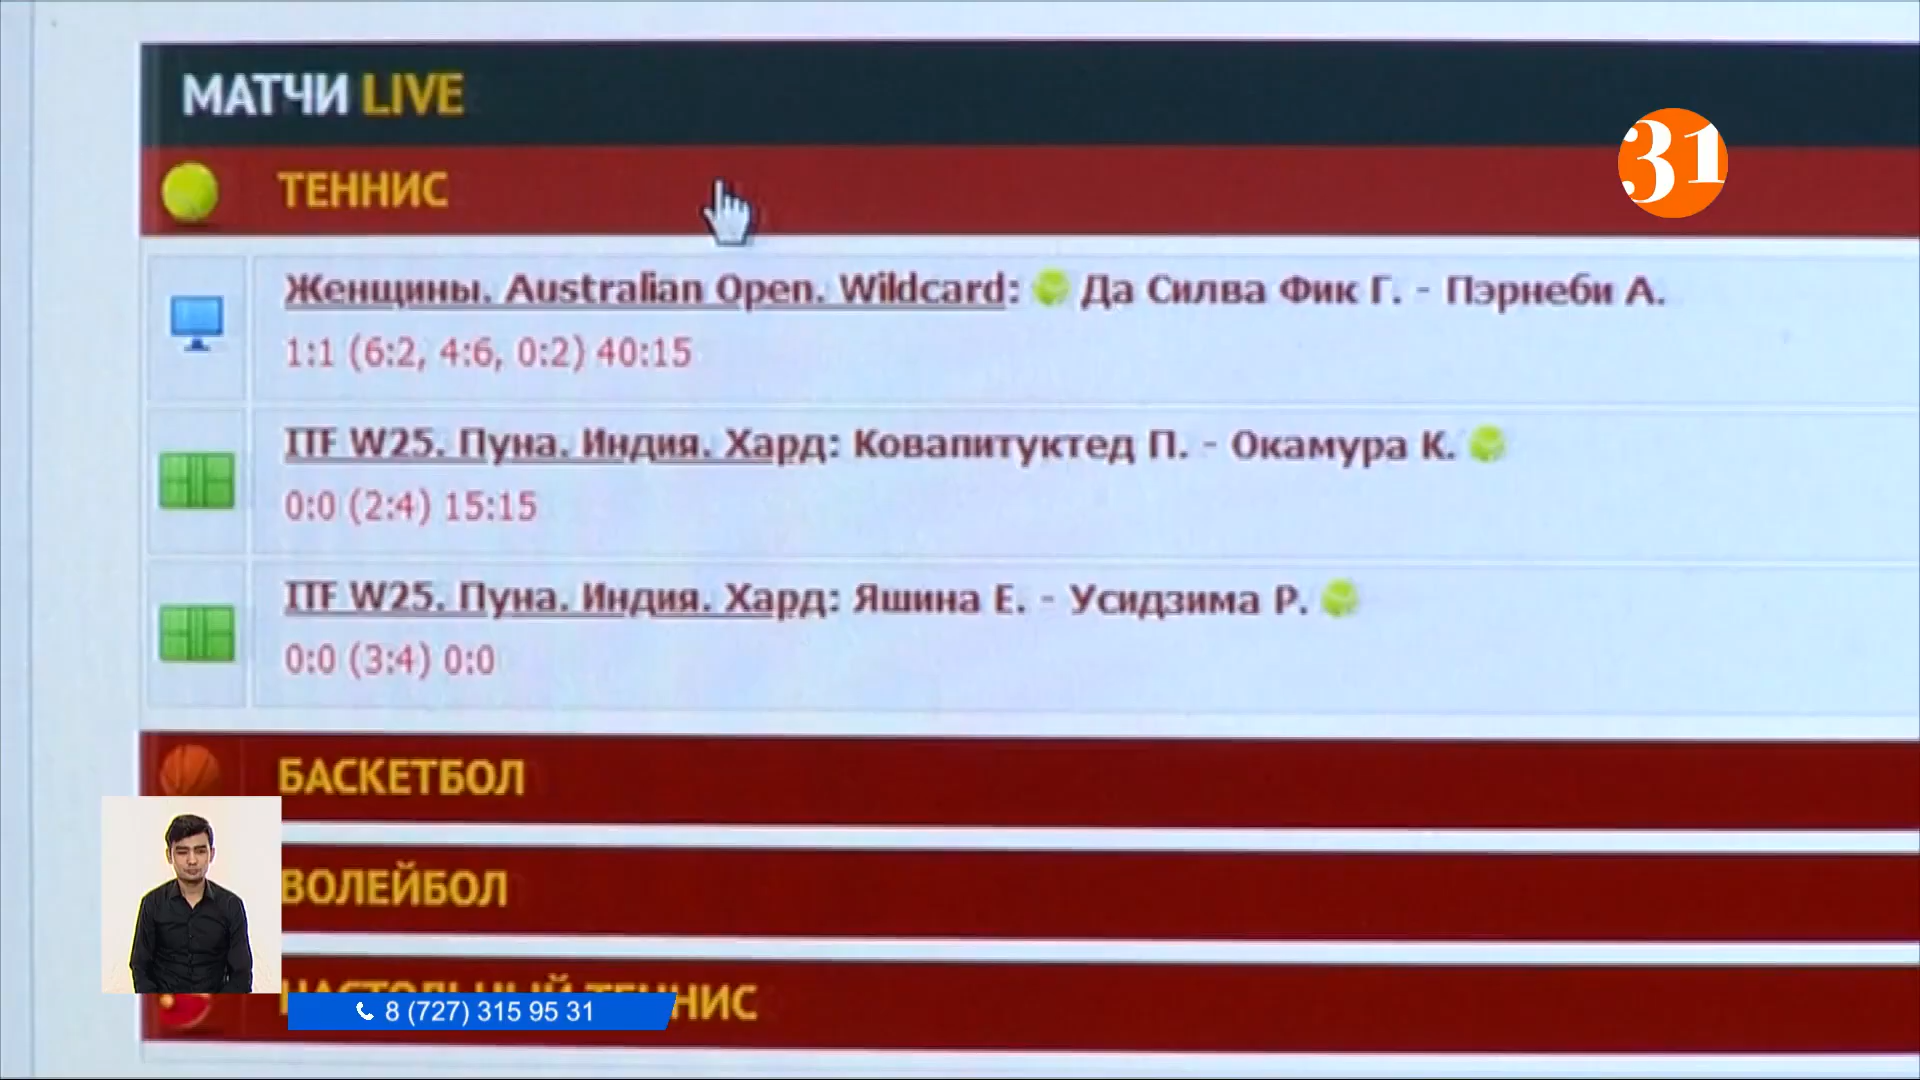 МАТЧИ LIVE
31
ТЕННИС
Женщины. Australian Open. Wildcard: Да Силва Фик Г. - Пэрнеби А.
1:1 (6:2, 4:6, 0:2) 40:15
ITF W25. Пуна. Индия. Хард: Ковапитуктед П. - Окамура К.
0:0 (2:4) 15:15
ITF W25. Пуна. Индия. Хард: Яшина Е. - Усидзима Р.
0:0 (3:4) 0:0
БАСКЕТБОЛ
ВОЛЕЙБОЛ
НАСТОЛЬНЫЙ ТЕННИС
8 (727) 315 95 31